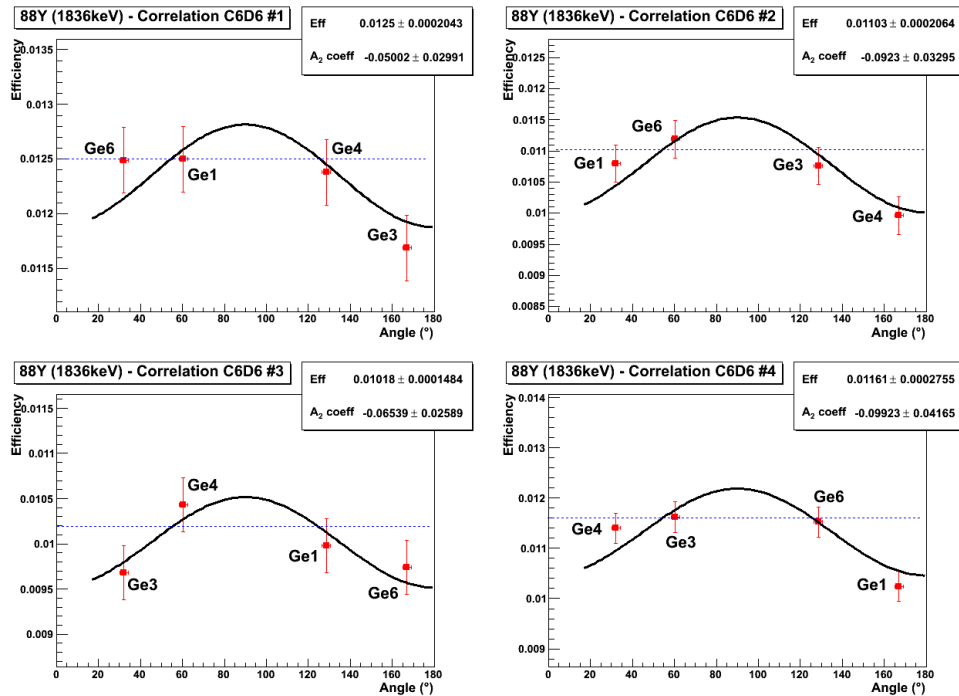 88Y (1836keV) - Correlation C6D6 #1
Eff 0.0125 ± 0.0002043
A₂ coeff -0.05002 ± 0.02991
Efficiency
0.0135
0.013
0.0125
0.012
0.0115
Ge6
Ge1
Ge4
Ge3
0 20 40 60 80 100 120 140 160 180
Angle (°)
88Y (1836keV) - Correlation C6D6 #2
Eff 0.01103 ± 0.0002064
A₂ coeff -0.0923 ± 0.03295
Efficiency
0.012
0.0115
0.011
0.0105
0.01
0.0095
0.009
0.0085
Ge1
Ge6
Ge3
Ge4
0 20 40 60 80 100 120 140 160 180
Angle (°)
88Y (1836keV) - Correlation C6D6 #3
Eff 0.01018 ± 0.0001484
A₂ coeff -0.06539 ± 0.02589
Efficiency
0.0115
0.011
0.0105
0.01
0.0095
0.009
Ge3
Ge4
Ge1
Ge6
0 20 40 60 80 100 120 140 160 180
Angle (°)
88Y (1836keV) - Correlation C6D6 #4
Eff 0.01161 ± 0.0002755
A₂ coeff -0.09923 ± 0.04165
Efficiency
0.014
0.013
0.012
0.011
0.01
0.009
Ge4
Ge3
Ge6
Ge1
0 20 40 60 80 100 120 140 160 180
Angle (°)